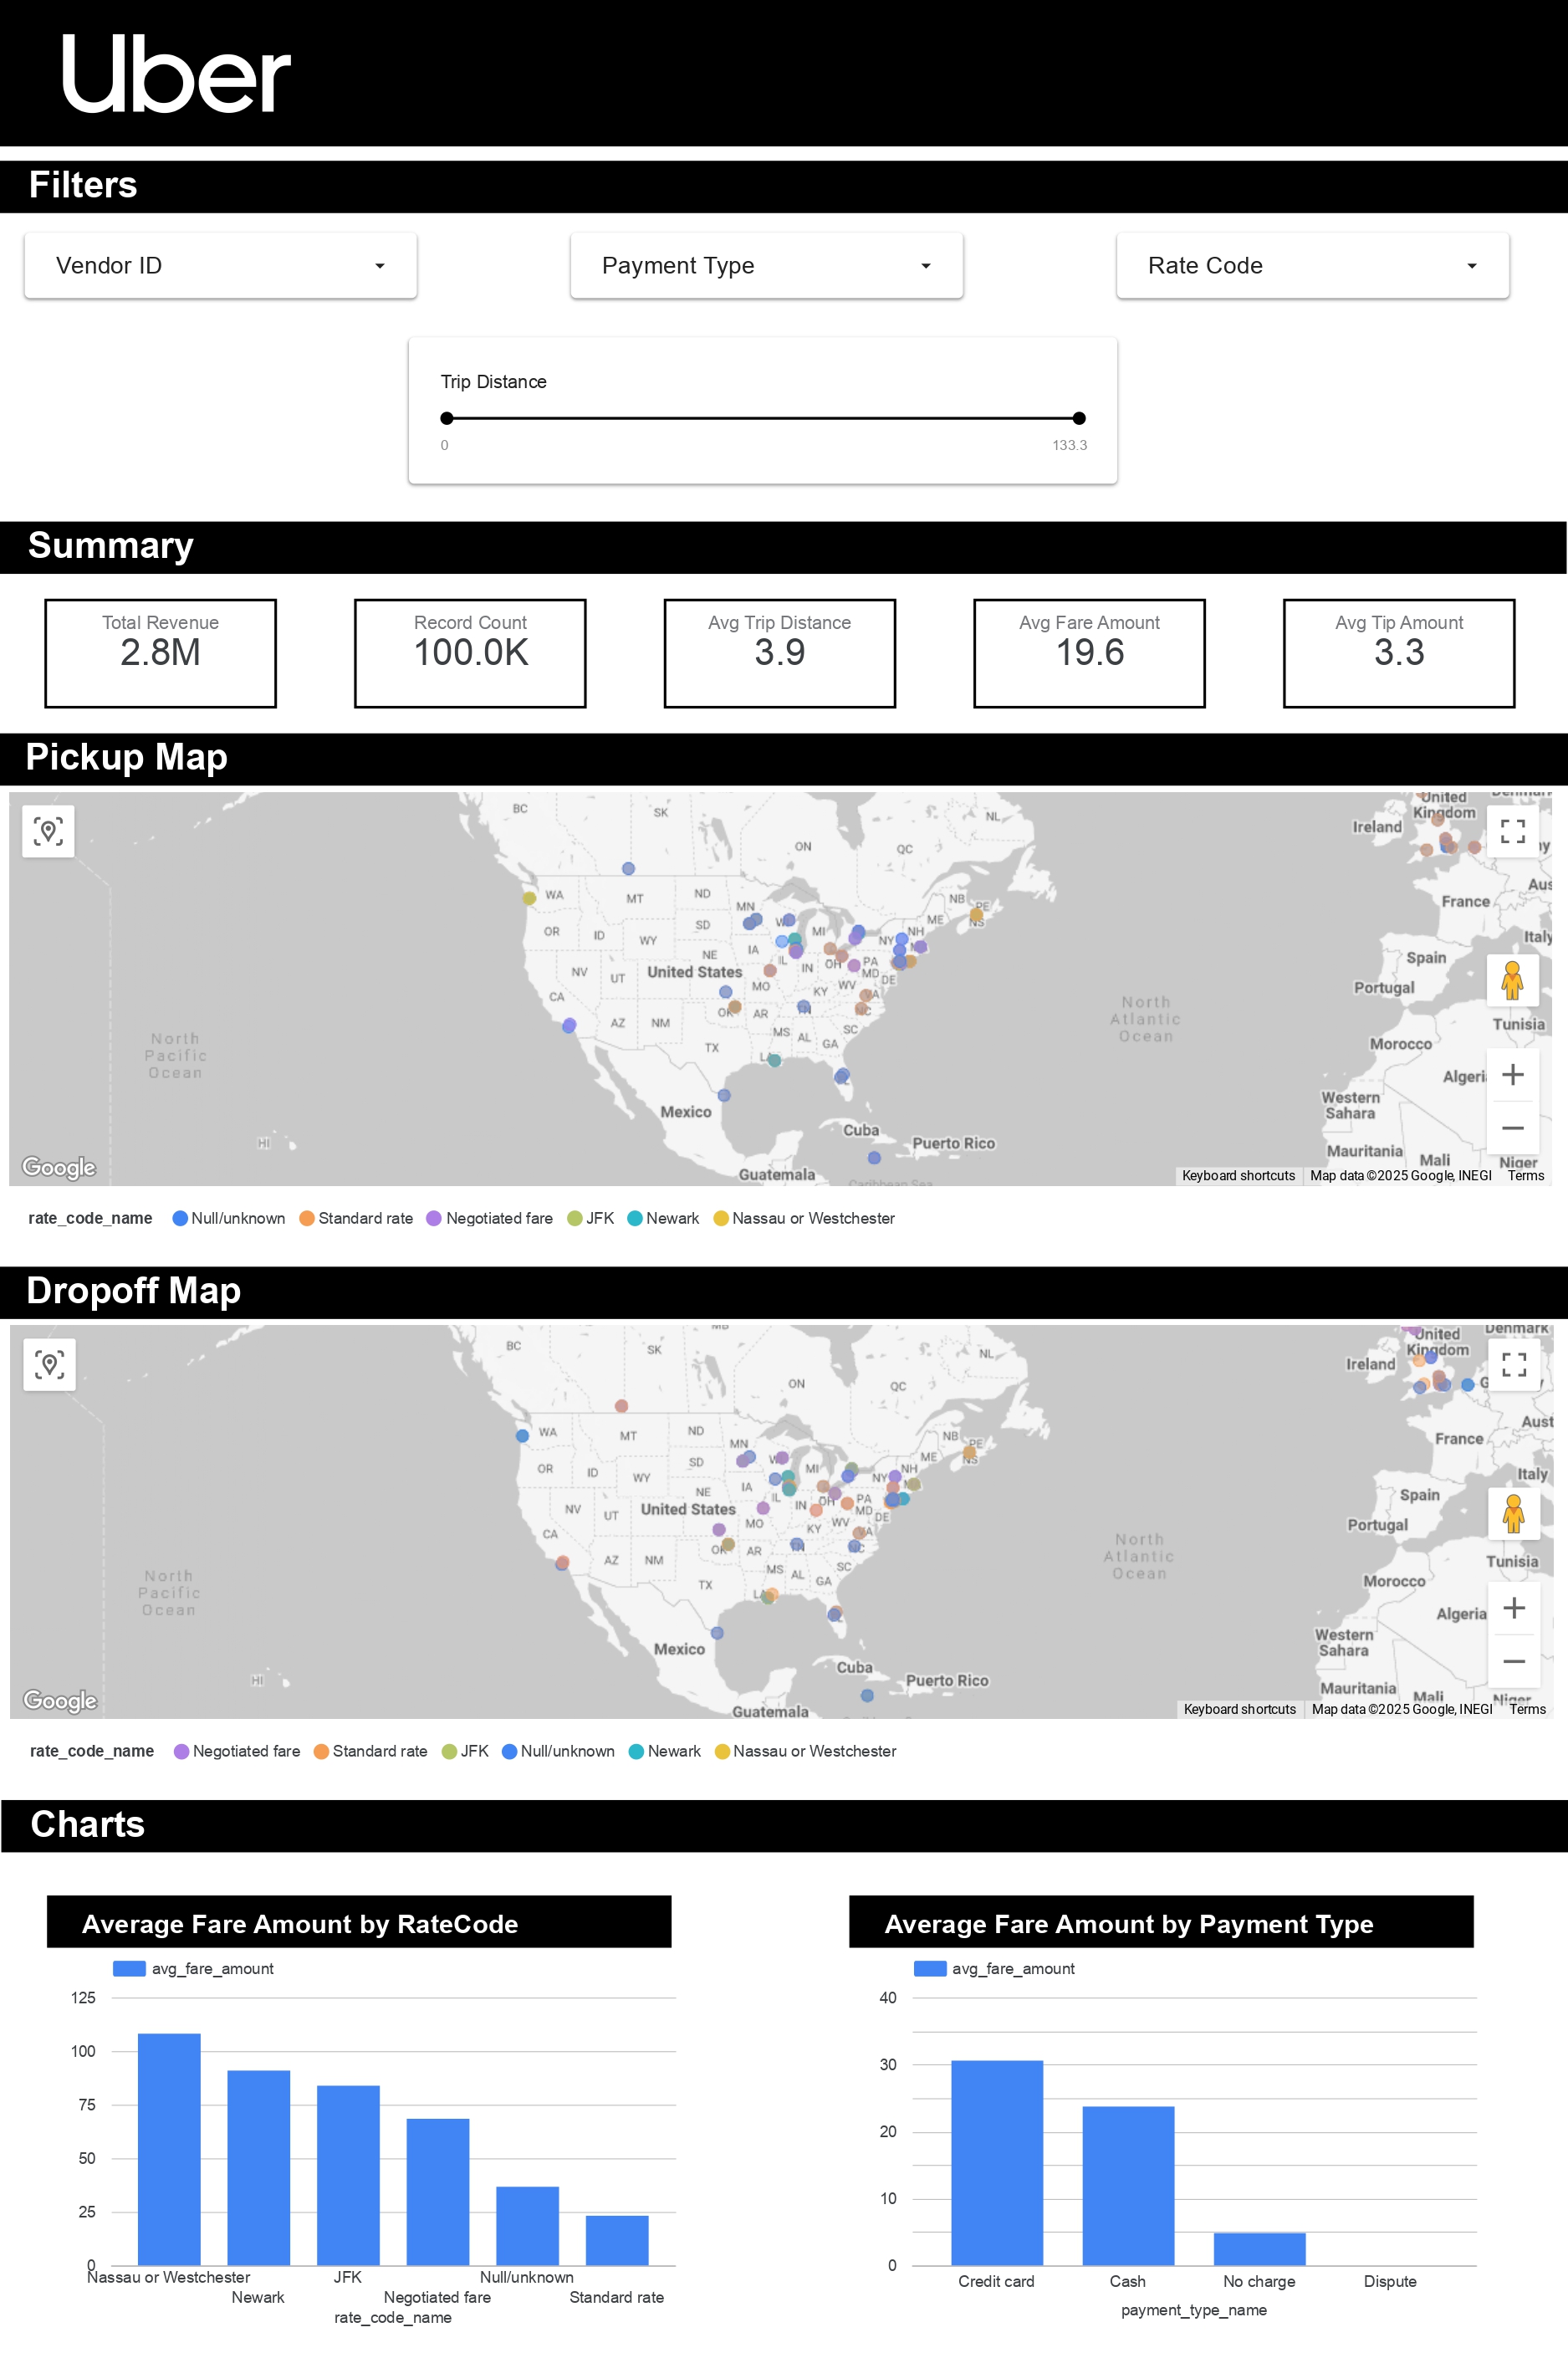 Uber
Filters
Vendor ID
Payment Type
Rate Code
Trip Distance
0
133.3
Summary
Total Revenue
2.8M
Record Count
100.0K
Avg Trip Distance
3.9
Avg Fare Amount
19.6
Avg Tip Amount
3.3
Pickup Map
BC
SK
ON
QC
NL
NB
PE
NS
WA
MT
ND
MN
MI
ME
NH
NY
OR
ID
WY
SD
IA
NE
IL
IN
OH
PA
MD
DE
NV
UT
United States
MO
KY
WV
VA
CA
AZ
NM
OK
AR
TN
NC
SC
MS
AL
GA
TX
LA
North
Pacific
Ocean
HI
Mexico
Cuba
Puerto Rico
Guatemala
Caribbean Sea
North
Atlantic
Ocean
United
Kingdom
Ireland
Denmark
France
Aus
Italy
Spain
Portugal
Tunisia
Morocco
Algeria
Western
Sahara
Mauritania
Mali
Niger
Google
Keyboard shortcuts
Map data ©2025 Google, INEGI
Terms
rate_code_name Null/unknown Standard rate Negotiated fare JFK Newark Nassau or Westchester
Dropoff Map
MB
BC
SK
ON
QC
NL
NB
PE
NS
WA
MT
ND
MN
MI
ME
NH
NY
OR
ID
WY
SD
IA
NE
IL
IN
OH
PA
MD
DE
NV
UT
United States
MO
KY
WV
VA
CA
AZ
NM
OK
AR
TN
NC
SC
MS
AL
GA
TX
LA
North
Pacific
Ocean
HI
Mexico
Cuba
Puerto Rico
Guatemala
North
Atlantic
Ocean
United
Kingdom
Ireland
Denmark
France
Aust
Italy
Spain
Portugal
Tunisia
Morocco
Algeria
Western
Sahara
Mauritania
Mali
Niger
Google
Keyboard shortcuts
Map data ©2025 Google, INEGI
Terms
rate_code_name Negotiated fare Standard rate JFK Null/unknown Newark Nassau or Westchester
Charts
Average Fare Amount by RateCode
avg_fare_amount
125
100
75
50
25
0
Nassau or Westchester
Newark
JFK
Negotiated fare
Null/unknown
Standard rate
rate_code_name
Average Fare Amount by Payment Type
avg_fare_amount
40
30
20
10
0
Credit card
Cash
No charge
Dispute
payment_type_name